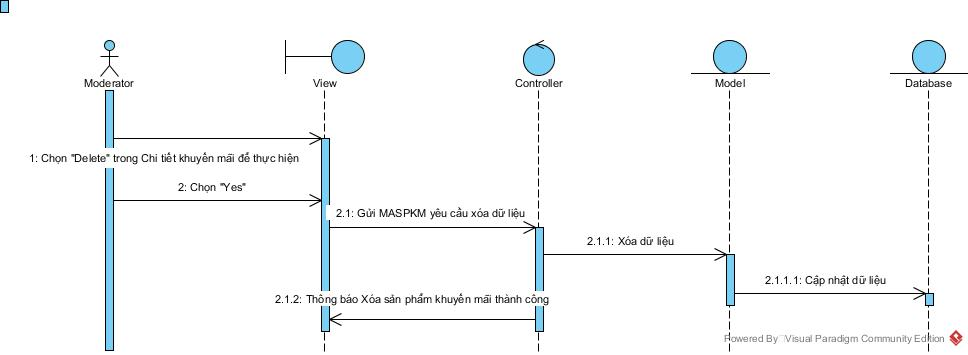 Moderator
View
Controller
Model
Database
1: Chọn "Delete" trong Chi tiết khuyến mãi để thực hiện
2: Chọn "Yes"
2.1: Gửi MASPKM yêu cầu xóa dữ liệu
2.1.1: Xóa dữ liệu
2.1.1.1: Cập nhật dữ liệu
2.1.2: Thông báo Xóa sản phẩm khuyến mãi thành công
Powered By Visual Paradigm Community Edition